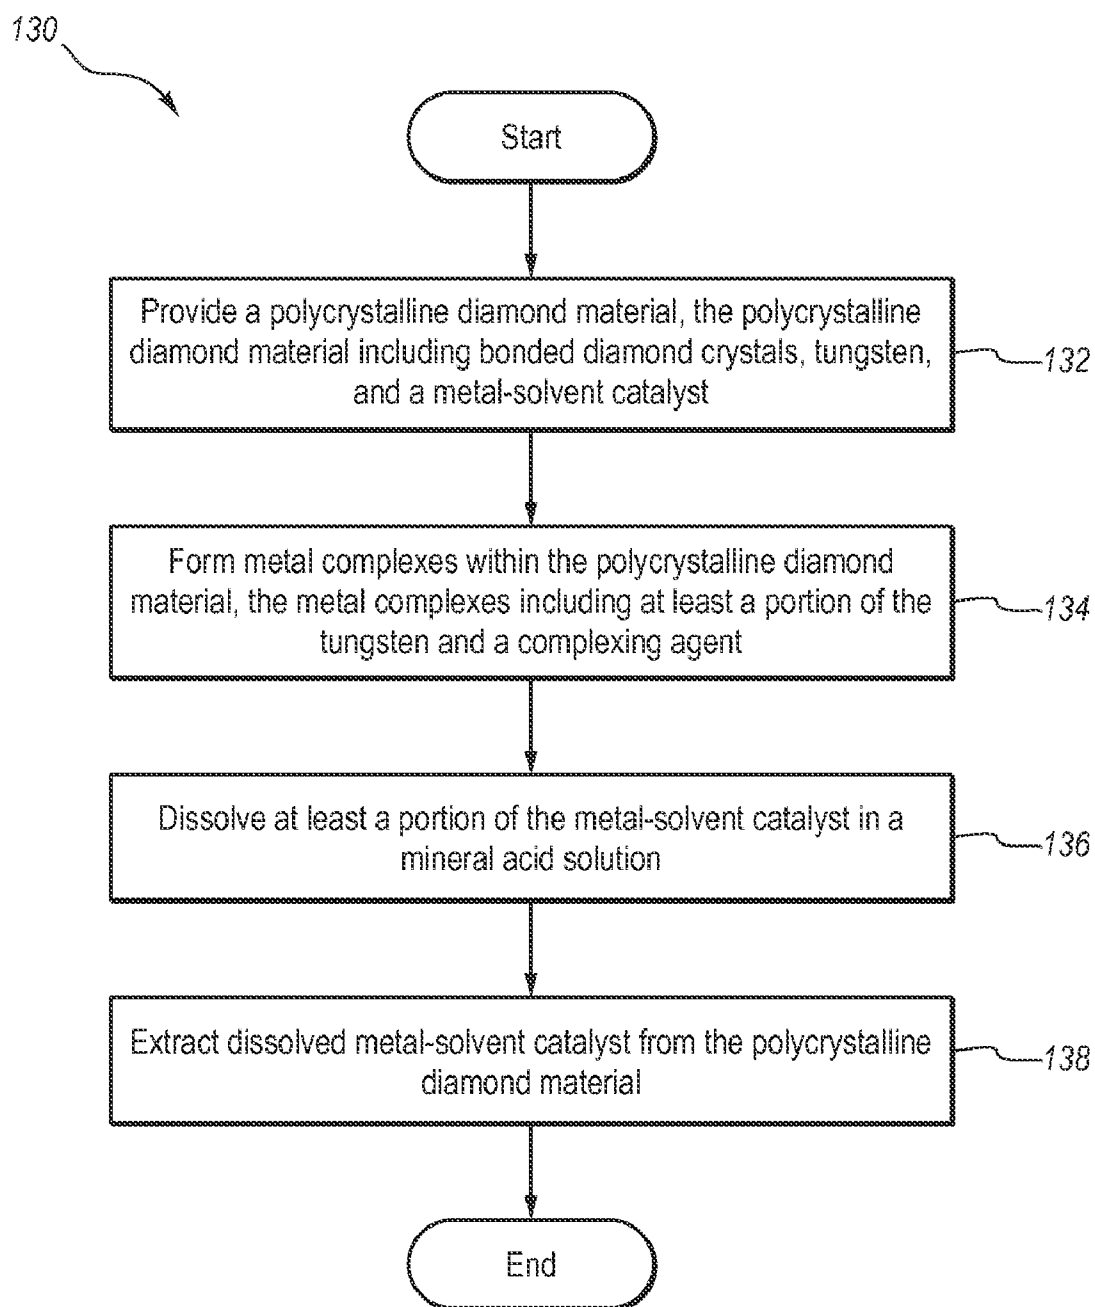 130
Start
Provide a polycrystalline diamond material, the polycrystalline
diamond material including bonded diamond crystals, tungsten,
and a metal-solvent catalyst
132
Form metal complexes within the polycrystalline diamond
material, the metal complexes including at least a portion of the
tungsten and a complexing agent
134
Dissolve at least a portion of the metal-solvent catalyst in a
mineral acid solution
136
Extract dissolved metal-solvent catalyst from the polycrystalline
diamond material
138
End